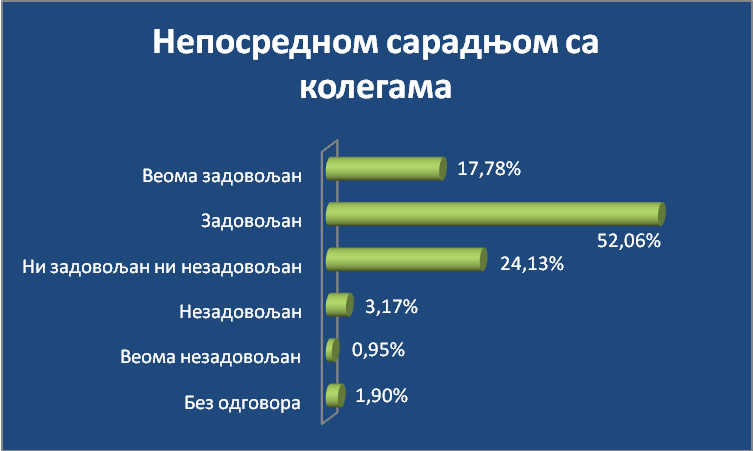 Непосредном сарадњом са
колегама
Веома задовољан 17,78%
Задовољан 52,06%
Ни задовољан ни незадовољан 24,13%
Незадовољан 3,17%
Веома незадовољан 0,95%
Без одговора 1,90%